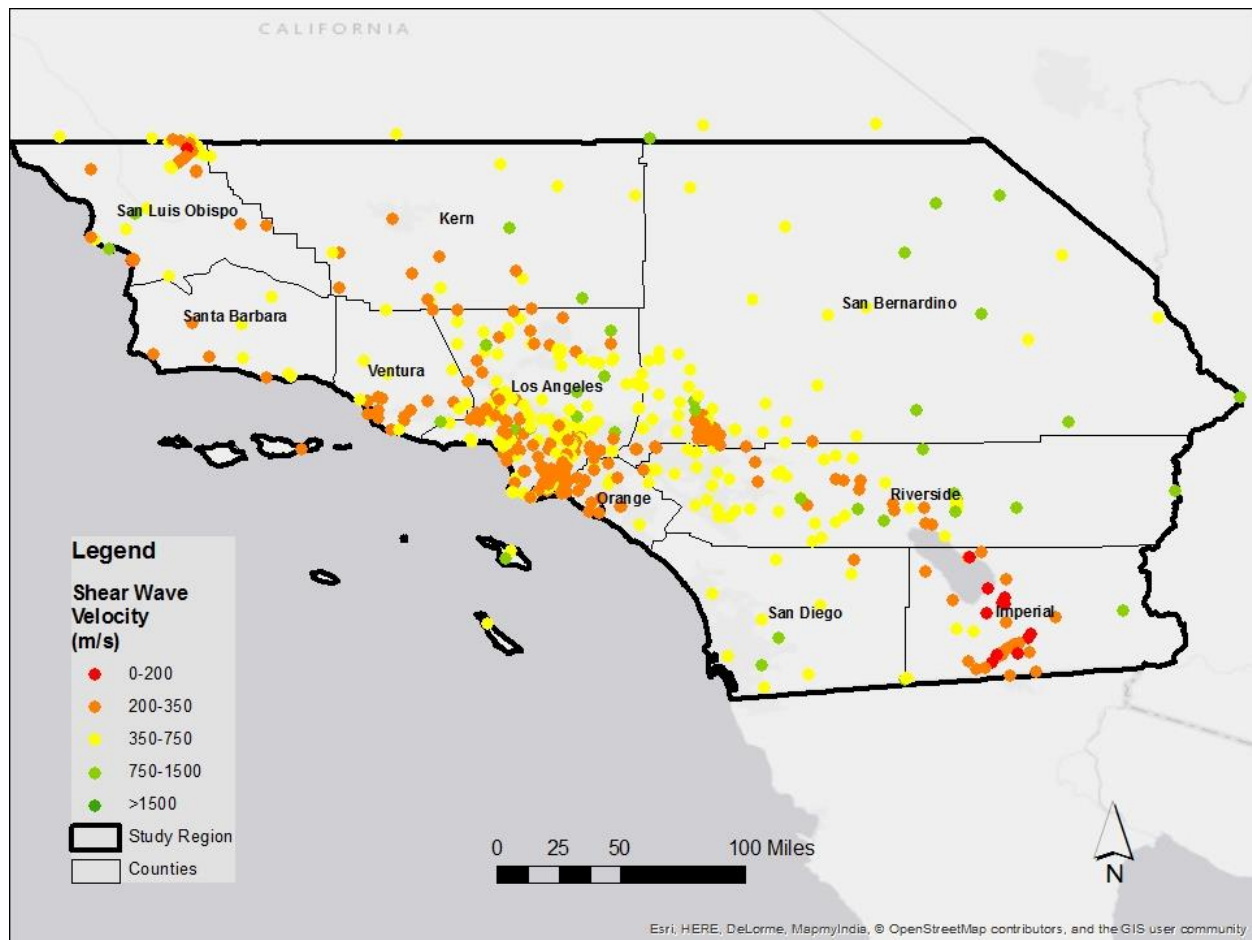 CALIFORNIA
San Luis Obispo
Kern
San Bernardino
Santa Barbara
Ventura
Los Angeles
Orange
Riverside
San Diego
Imperial
Legend
Shear Wave
Velocity
(m/s)
0-200
200-350
350-750
750-1500
>1500
Study Region
Counties
0 25 50 100 Miles
N
Esri, HERE, DeLorme, MapmyIndia, © OpenStreetMap contributors, and the GIS user community